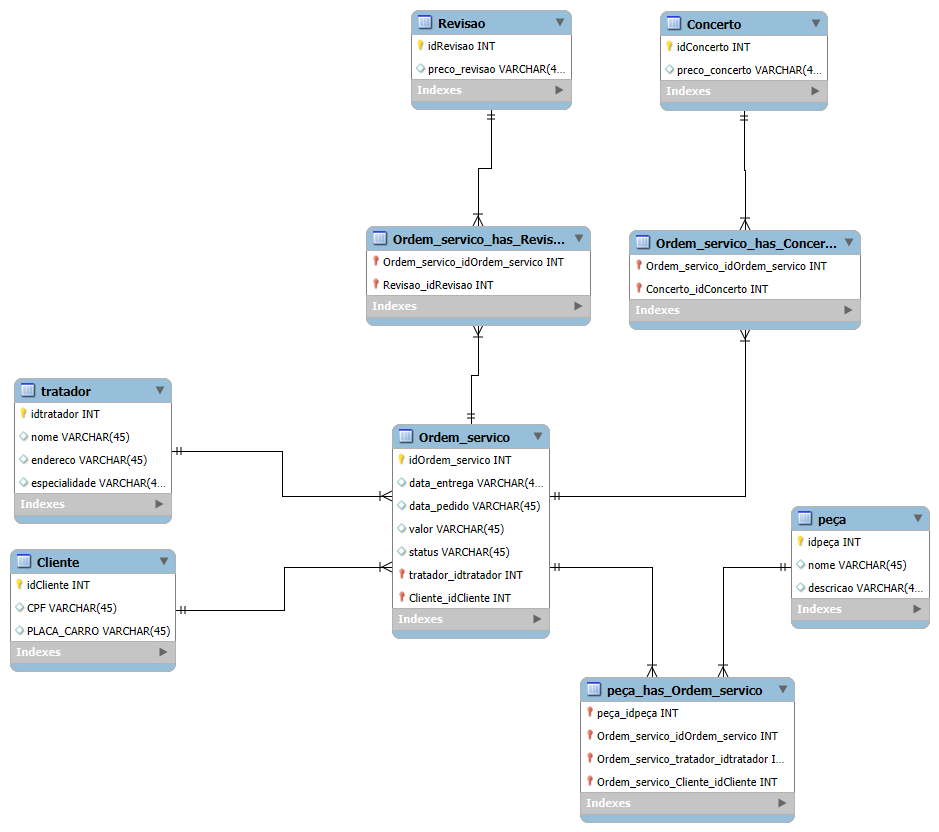 Revisao
idRevisao INT
preco_revisao VARCHAR(4...
Indexes
Concerto
idConcerto INT
preco_concerto VARCHAR(4...
Indexes
Ordem_servico_has_Revis...
Ordem_servico_idOrdem_servico INT
Revisao_idRevisao INT
Indexes
Ordem_servico_has_Concer...
Ordem_servico_idOrdem_servico INT
Concerto_idConcerto INT
Indexes
tratador
idtratador INT
nome VARCHAR(45)
endereco VARCHAR(45)
especialidade VARCHAR(4...
Indexes
Ordem_servico
idOrdem_servico INT
data_entrega VARCHAR(4...
data_pedido VARCHAR(45)
valor VARCHAR(45)
status VARCHAR(45)
tratador_idtratador INT
Cliente_idCliente INT
Indexes
Cliente
idCliente INT
CPF VARCHAR(45)
PLACA_CARRO VARCHAR(45)
Indexes
peça
idpeça INT
nome VARCHAR(45)
descricao VARCHAR(4...
Indexes
peça_has_Ordem_servico
peça_idpeça INT
Ordem_servico_idOrdem_servico INT
Ordem_servico_tratador_idtratador I...
Ordem_servico_Cliente_idCliente INT
Indexes